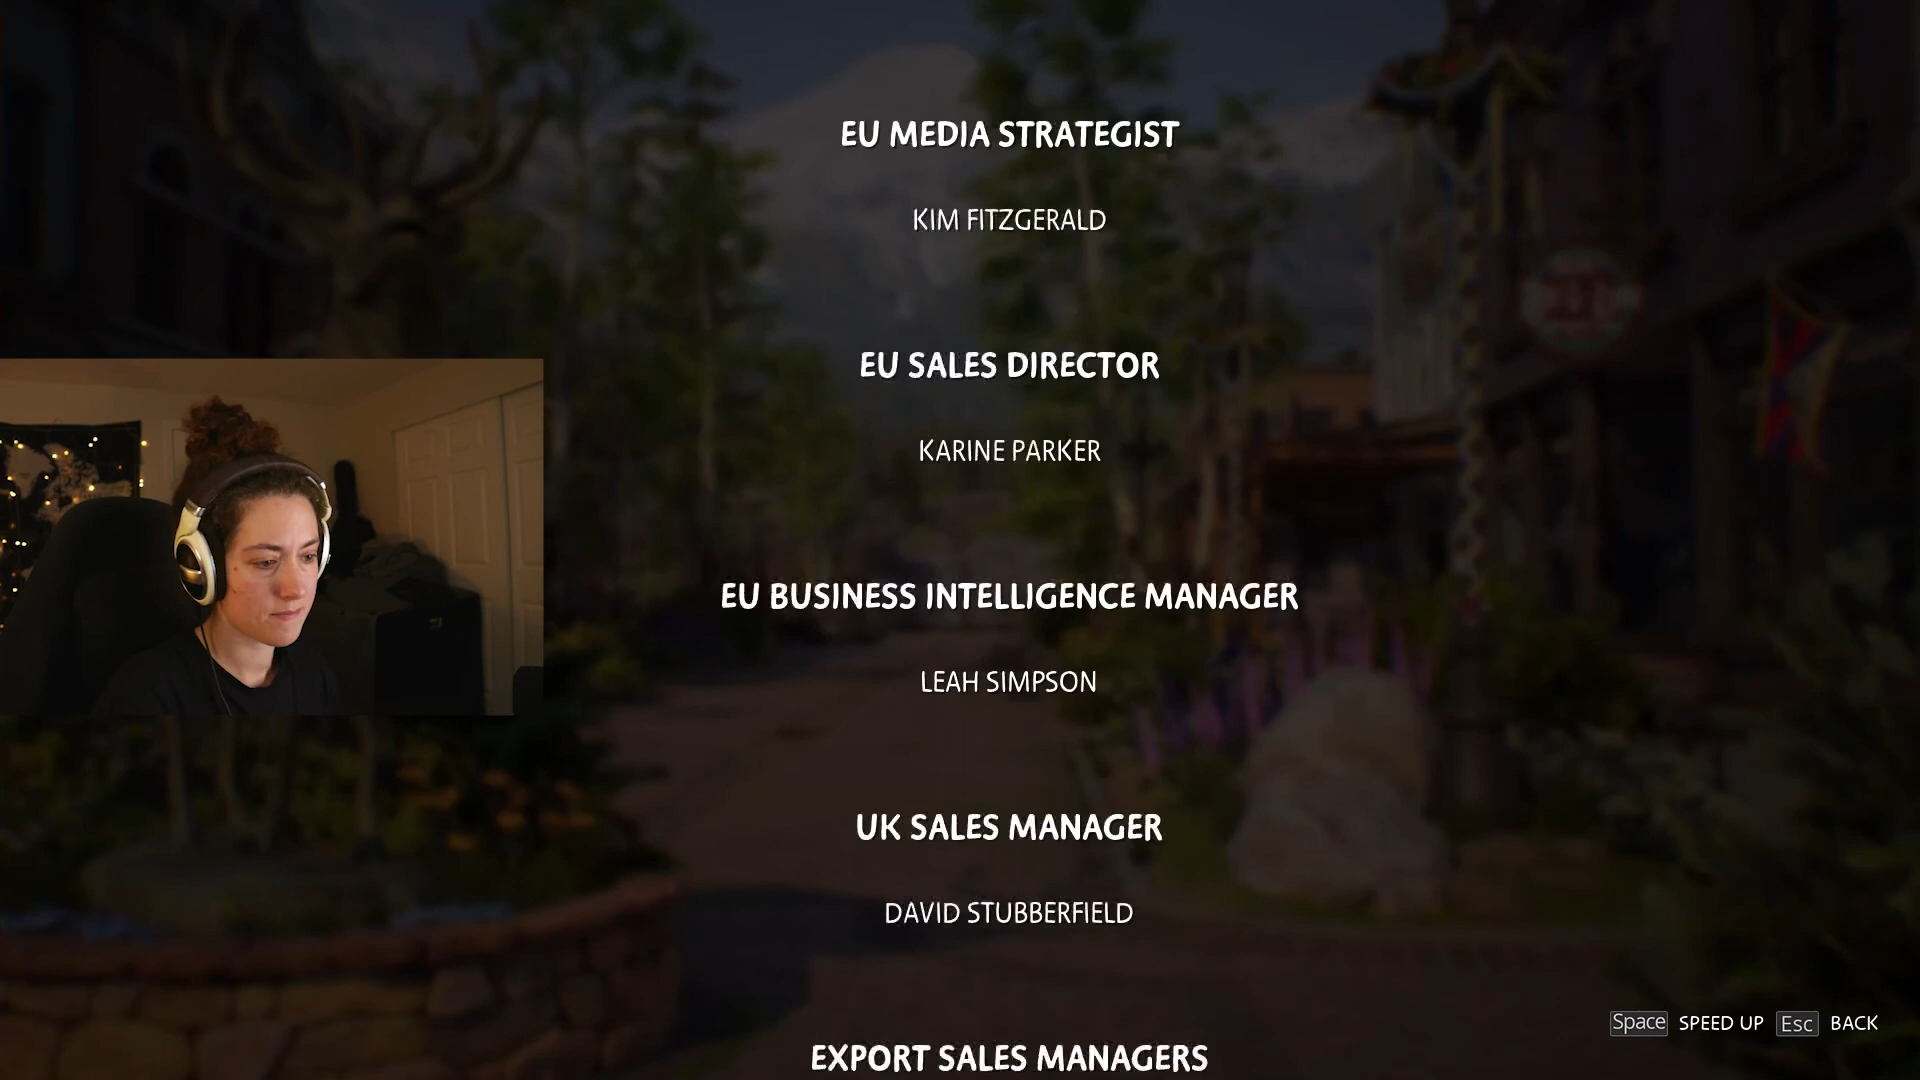 EU MEDIA STRATEGIST
KIM FITZGERALD
EU SALES DIRECTOR
KARINE PARKER
EU BUSINESS INTELLIGENCE MANAGER
LEAH SIMPSON
UK SALES MANAGER
DAVID STUBBERFIELD
EXPORT SALES MANAGERS
Space SPEED UP Esc BACK